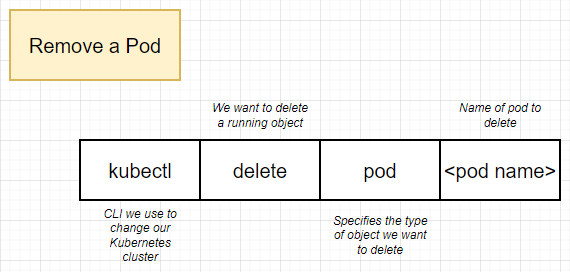 Remove a Pod
We want to delete
a running object
Name of pod to
delete
kubectl
delete
pod
<pod name>
CLI we use to
change our
Kubernetes
cluster
Specifies the type
of object we want
to delete